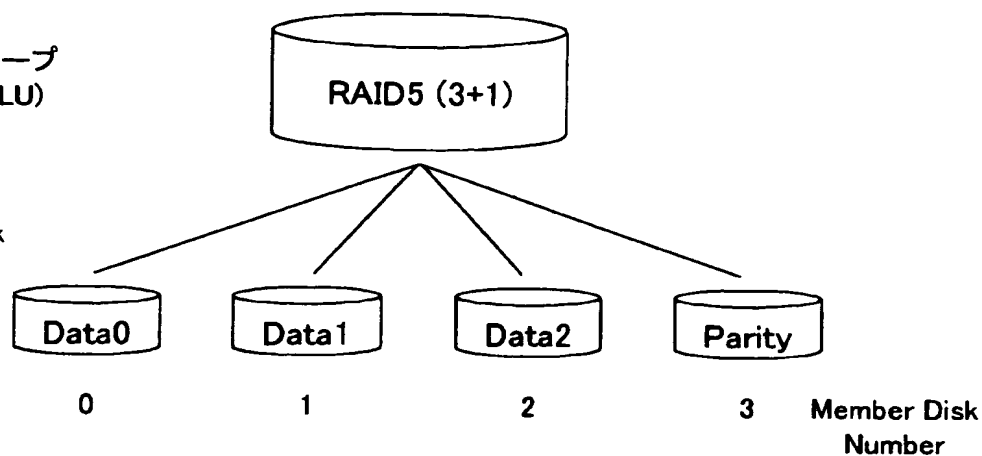 ープ
LU)
RAID5 (3+1)
k
Data0
Data1
Data2
Parity
0
1
2
3
Member Disk
Number